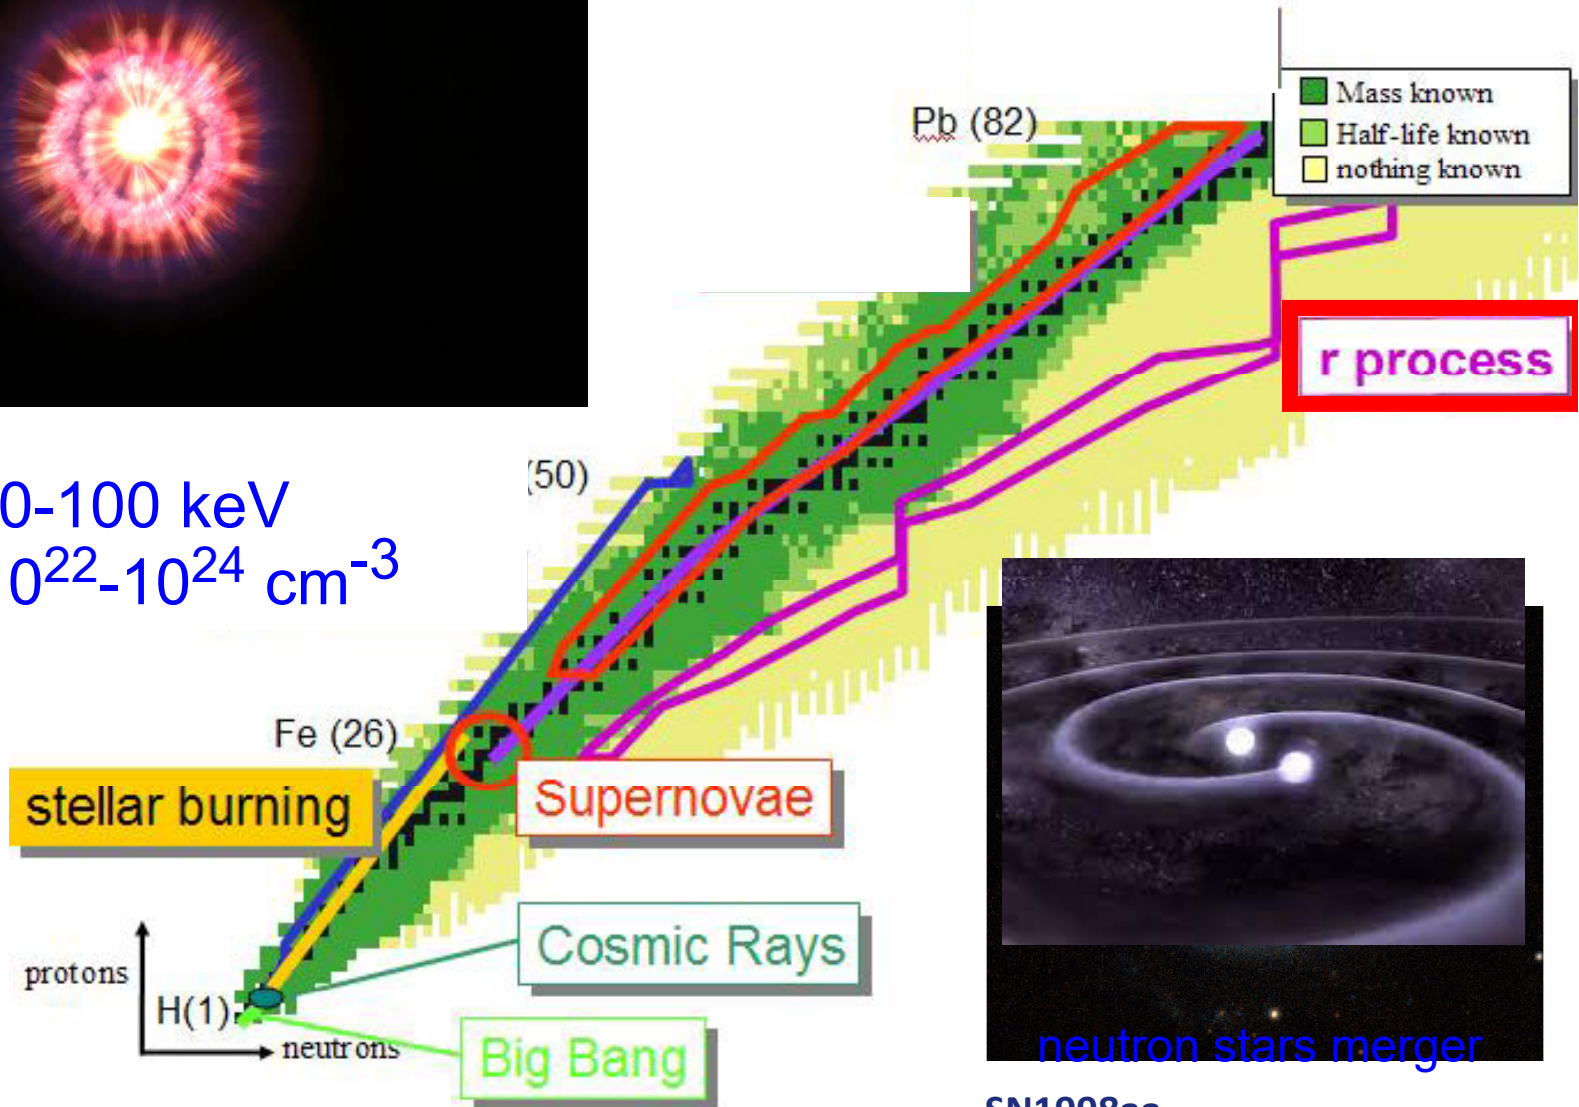 Pb (82)
Mass known
Half-life known
nothing known
r process
(50)
0-100 keV
0²²-10²⁴ cm⁻³
Fe (26)
stellar burning
Supernovae
Cosmic Rays
protons
H(1)
neutrons
Big Bang
neutron stars merger